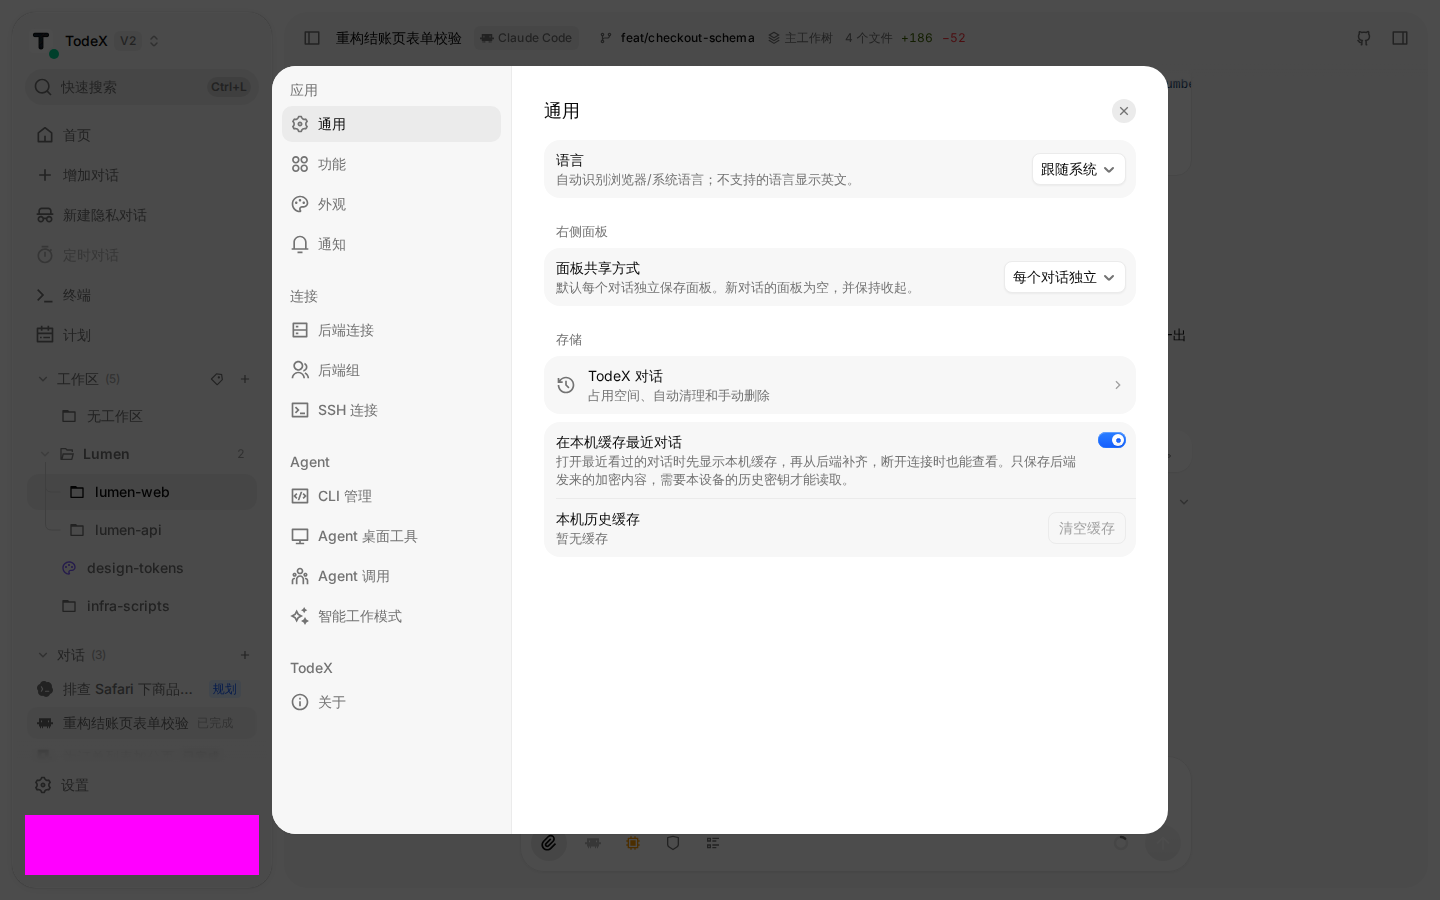 TodeX V2
快速搜索 Ctrl+L
首页
增加对话
新建隐私对话
定时对话
终端
计划
工作区 (5)
无工作区
Lumen 2
lumen-web
lumen-api
design-tokens
infra-scripts
对话 (3)
排查 Safari 下商品... 规划
重构结账页表单校验 已完成
设置
重构结账页表单校验 Claude Code feat/checkout-schema 主工作树 4 个文件 +186 -52
应用
通用
功能
外观
通知
连接
后端连接
后端组
SSH 连接
Agent
CLI 管理
Agent 桌面工具
Agent 调用
智能工作模式
TodeX
关于
通用
语言
自动识别浏览器/系统语言；不支持的语言显示英文。
跟随系统
右侧面板
面板共享方式
默认每个对话独立保存面板。新对话的面板为空，并保持收起。
每个对话独立
存储
TodeX 对话
占用空间、自动清理和手动删除
在本机缓存最近对话
打开最近看过的对话时先显示本机缓存，再从后端补齐，断开连接时也能查看。只保存后端
发来的加密内容，需要本设备的历史密钥才能读取。
本机历史缓存
暂无缓存
清空缓存
出